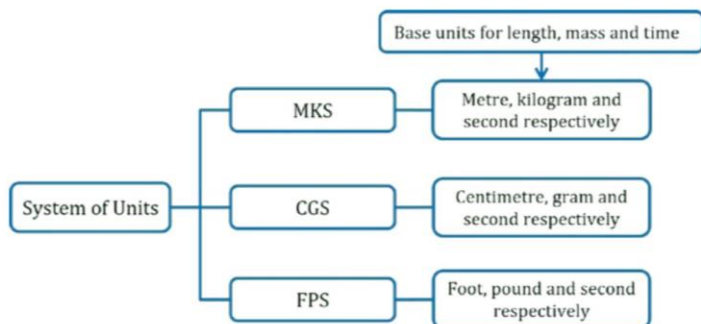 Base units for length, mass and time
MKS
Metre, kilogram and
second respectively
System of Units
CGS
Centimetre, gram and
second respectively
FPS
Foot, pound and second
respectively